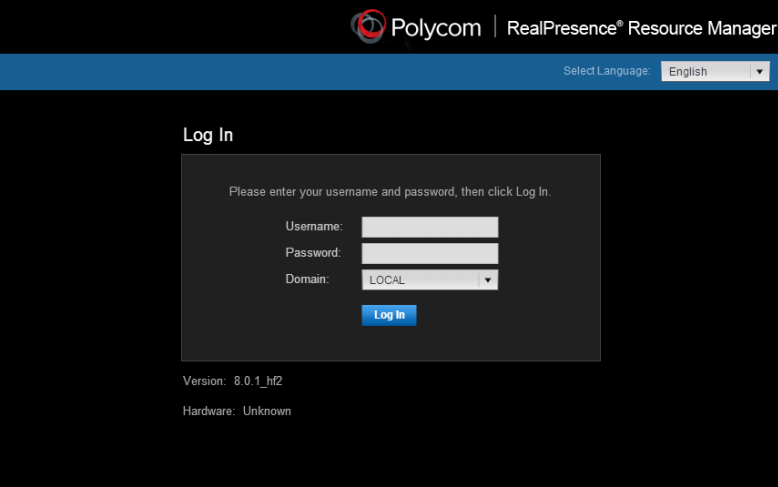 Polycom | RealPresence® Resource Manager
Select Language: English
Log In
Please enter your username and password, then click Log In.
Username:
Password:
Domain: LOCAL
Log In
Version: 8.0.1_hf2
Hardware: Unknown